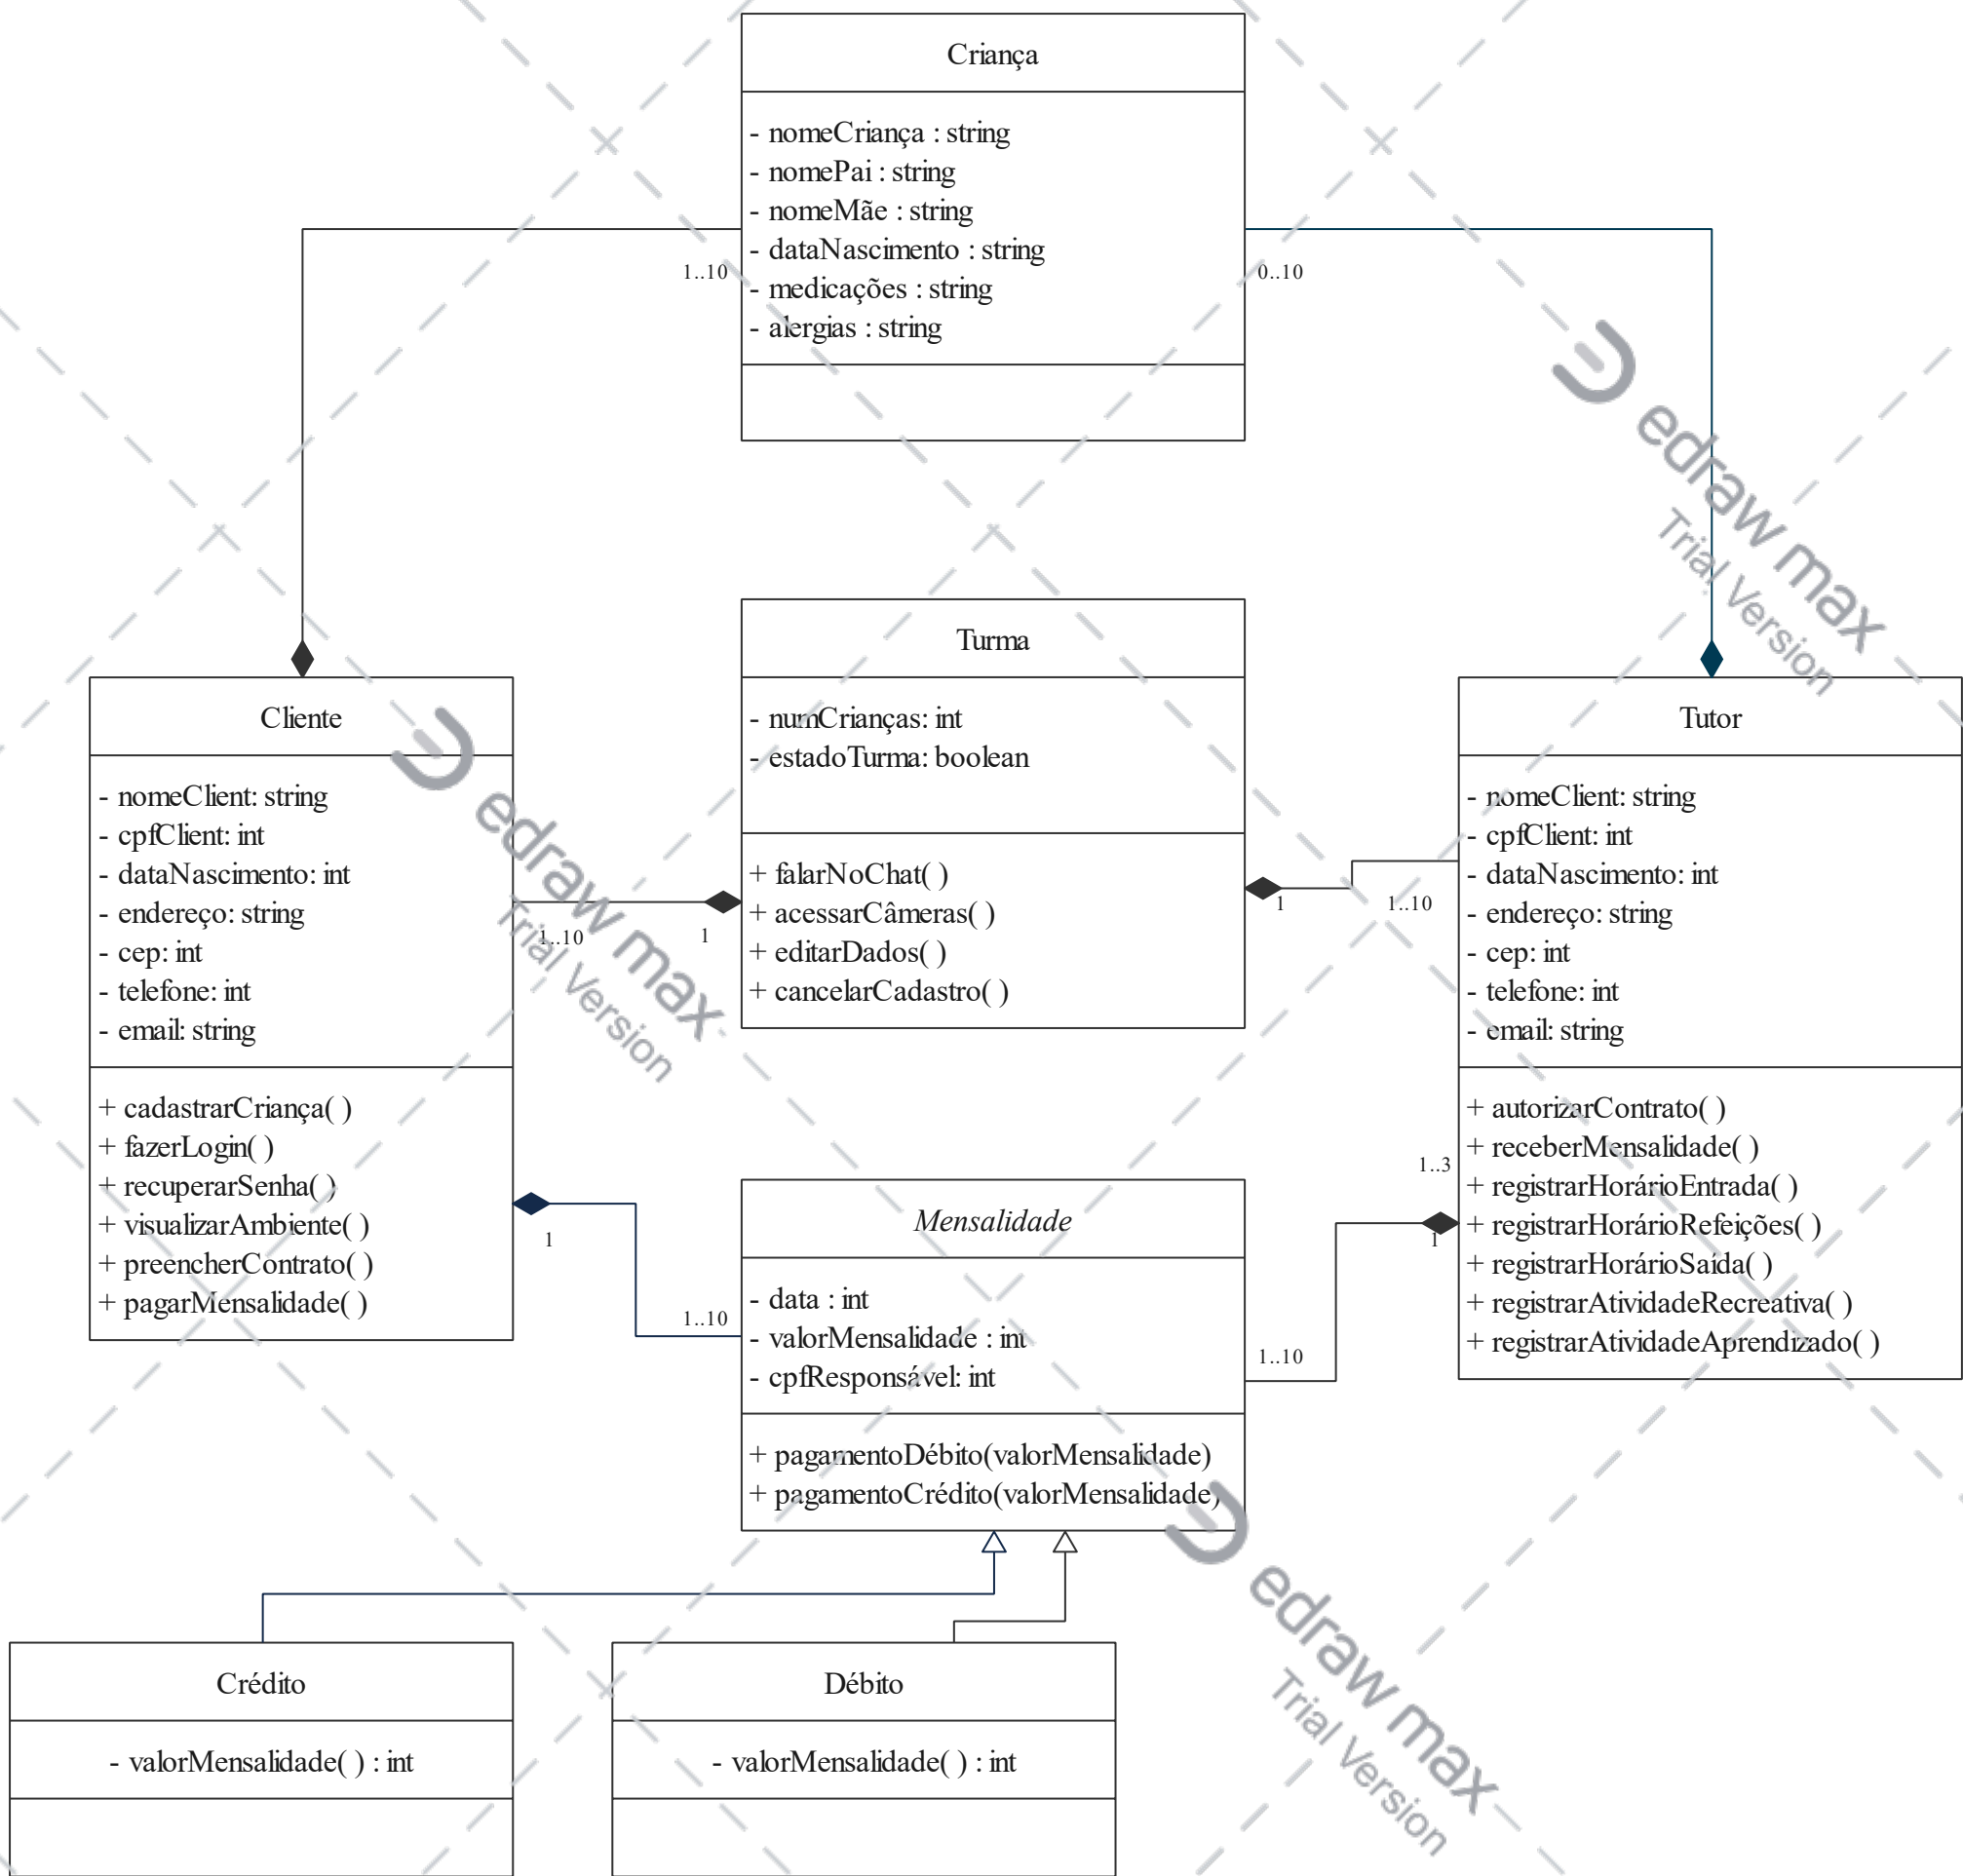 Criança
- nomeCriança : string
- nomePai : string
- nomeMãe : string
- dataNascimento : string
- medicações : string
- alergias : string
1..10
0..10
Turma
- numCrianças: int
- estadoTurma: boolean
+ falarNoChat( )
+ acessarCâmeras( )
+ editarDados( )
+ cancelarCadastro( )
Cliente
- nomeClient: string
- cpfClient: int
- dataNascimento: int
- endereço: string
- cep: int
- telefone: int
- email: string
+ cadastrarCriança( )
+ fazerLogin( )
+ recuperarSenha( )
+ visualizarAmbiente( )
+ preencherContrato( )
+ pagarMensalidade( )
1..10
1
1
1..10
Tutor
- nomeClient: string
- cpfClient: int
- dataNascimento: int
- endereço: string
- cep: int
- telefone: int
- email: string
+ autorizarContrato( )
+ receberMensalidade( )
+ registrarHorárioEntrada( )
+ registrarHorárioRefeições( )
+ registrarHorárioSaída( )
+ registrarAtividadeRecreativa( )
+ registrarAtividadeAprendizado( )
1..3
1
1
1..10
1..10
Mensalidade
- data : int
- valorMensalidade : int
- cpfResponsável: int
+ pagamentoDébito(valorMensalidade)
+ pagamentoCrédito(valorMensalidade)
Crédito
- valorMensalidade( ) : int
Débito
- valorMensalidade( ) : int
edraw max
Trial Version
edraw max
Trial Version
edraw max
Trial Version